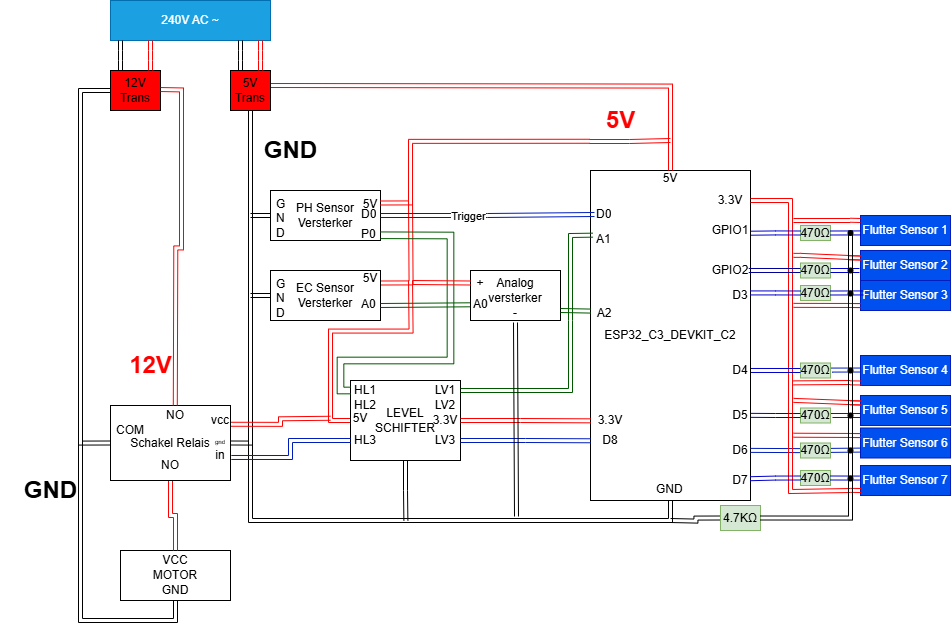 240V AC ~
12V
Trans
5V
Trans
GND
5V
5V
G
N
D
PH Sensor
Versterker
5V
D0
P0
Trigger
D0
A1
3.3V
GPIO1
470Ω
Flutter Sensor 1
GPIO2
470Ω
Flutter Sensor 2
D3
470Ω
Flutter Sensor 3
G
N
D
EC Sensor
Versterker
5V
A0
+
Analog
versterker
A0
-
A2
ESP32_C3_DEVKIT_C2
12V
D4
470Ω
Flutter Sensor 4
HL1
HL2
5V
HL3
LEVEL
SCHIFTER
LV1
LV2
3.3V
LV3
3.3V
D8
D5
470Ω
Flutter Sensor 5
D6
470Ω
Flutter Sensor 6
D7
470Ω
Flutter Sensor 7
NO
COM
vcc
Schakel Relais
gnd
in
NO
GND
GND
4.7KΩ
VCC
MOTOR
GND